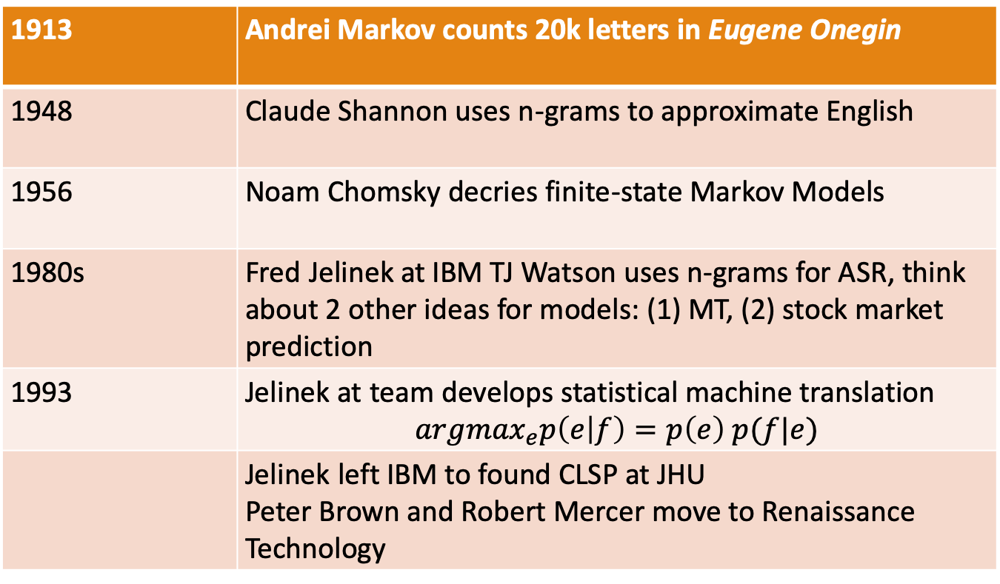 1913
Andrei Markov counts 20k letters in Eugene Onegin
1948
Claude Shannon uses n-grams to approximate English
1956
Noam Chomsky decries finite-state Markov Models
1980s
Fred Jelinek at IBM TJ Watson uses n-grams for ASR, think
about 2 other ideas for models: (1) MT, (2) stock market
prediction
1993
Jelinek at team develops statistical machine translation
argmaxₑp(e|f) = p(e) p(f|e)
Jelinek left IBM to found CLSP at JHU
Peter Brown and Robert Mercer move to Renaissance
Technology